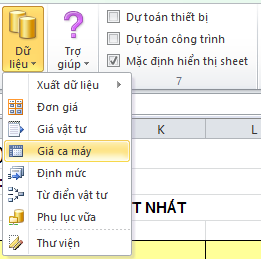 Dữ liệu
Trợ giúp
Dự toán thiết bị
Dự toán công trình
Mặc định hiển thị sheet
7
Xuất dữ liệu
Đơn giá
Giá vật tư
Giá ca máy
Định mức
Từ điển vật tư
Phụ lục vữa
Thư viện
K
L
T NHẤT